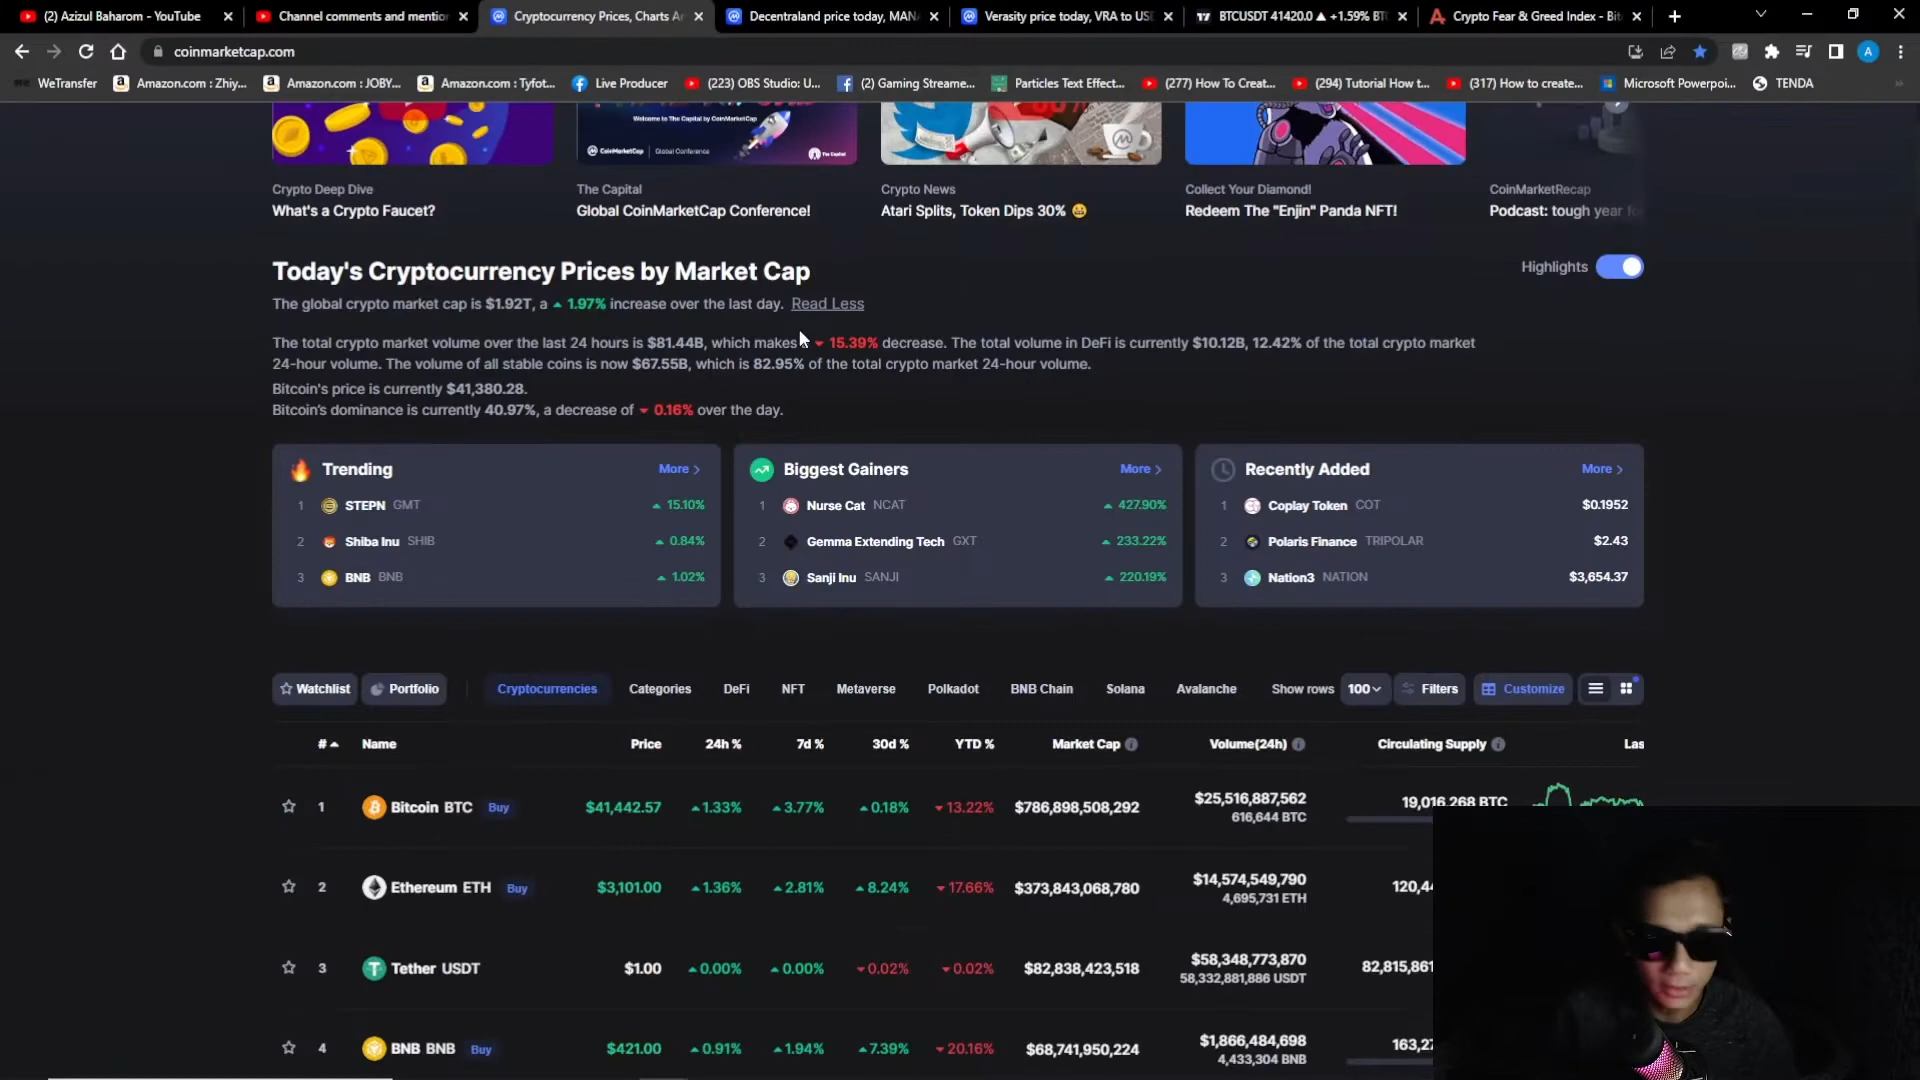 (2) Azizul Baharom - YouTube
Channel comments and mentio
Cryptocurrency Prices, Charts Ar
Decentraland price today, MAN
Verasity price today, VRA to US
BTCUSDT 41420.0 ▲ +1.59% BT
Crypto Fear & Greed Index - Bit
coinmarketcap.com
WeTransfer
Amazon.com : Zhiy...
Amazon.com : JOBY...
Amazon.com : Tyfot...
Live Producer
(223) OBS Studio: U...
(2) Gaming Streame...
Particles Text Effect...
(277) How To Creat...
(294) Tutorial How t...
(317) How to create...
Microsoft Powerpoi...
TENDA
Welcome to The Capital by CoinMarketCap
CoinMarketCap | Global Conference
The Capital
Crypto Deep Dive
What's a Crypto Faucet?
The Capital
Global CoinMarketCap Conference!
Crypto News
Atari Splits, Token Dips 30% 😀
Collect Your Diamond!
Redeem The "Enjin" Panda NFT!
CoinMarketRecap
Podcast: tough year fo
Today's Cryptocurrency Prices by Market Cap
Highlights
The global crypto market cap is $1.92T, a ▲ 1.97% increase over the last day. Read Less
The total crypto market volume over the last 24 hours is $81.44B, which makes ▼ 15.39% decrease. The total volume in DeFi is currently $10.12B, 12.42% of the total crypto market
24-hour volume. The volume of all stable coins is now $67.55B, which is 82.95% of the total crypto market 24-hour volume.
Bitcoin's price is currently $41,380.28.
Bitcoin's dominance is currently 40.97%, a decrease of ▼ 0.16% over the day.
Trending More >
1 STEPN GMT ▲ 15.10%
2 Shiba Inu SHIB ▲ 0.84%
3 BNB BNB ▲ 1.02%
Biggest Gainers More >
1 Nurse Cat NCAT ▲ 427.90%
2 Gemma Extending Tech GXT ▲ 233.22%
3 Sanji Inu SANJI ▲ 220.19%
Recently Added More >
1 Coplay Token COT $0.1952
2 Polaris Finance TRIPOLAR $2.43
3 Nation3 NATION $3,654.37
Watchlist Portfolio Cryptocurrencies Categories DeFi NFT Metaverse Polkadot BNB Chain Solana Avalanche Show rows 100 Filters Customize
# ▲ Name Price 24h % 7d % 30d % YTD % Market Cap Volume(24h) Circulating Supply Las
1 Bitcoin BTC Buy $41,442.57 ▲1.33% ▲3.77% ▲0.18% ▼13.22% $786,898,508,292 $25,516,887,562 19,016,268 BTC
616,644 BTC
2 Ethereum ETH Buy $3,101.00 ▲1.36% ▲2.81% ▲8.24% ▼17.66% $373,843,068,780 $14,574,549,790 120,44
4,695,731 ETH
3 Tether USDT $1.00 ▲0.00% ▲0.00% ▼0.02% ▼0.02% $82,838,423,518 $58,348,773,870 82,815,861
58,332,881,886 USDT
4 BNB BNB Buy $421.00 ▲0.91% ▲1.94% ▲7.39% ▼20.16% $68,741,950,224 $1,866,484,698 163,27
4,433,304 BNB